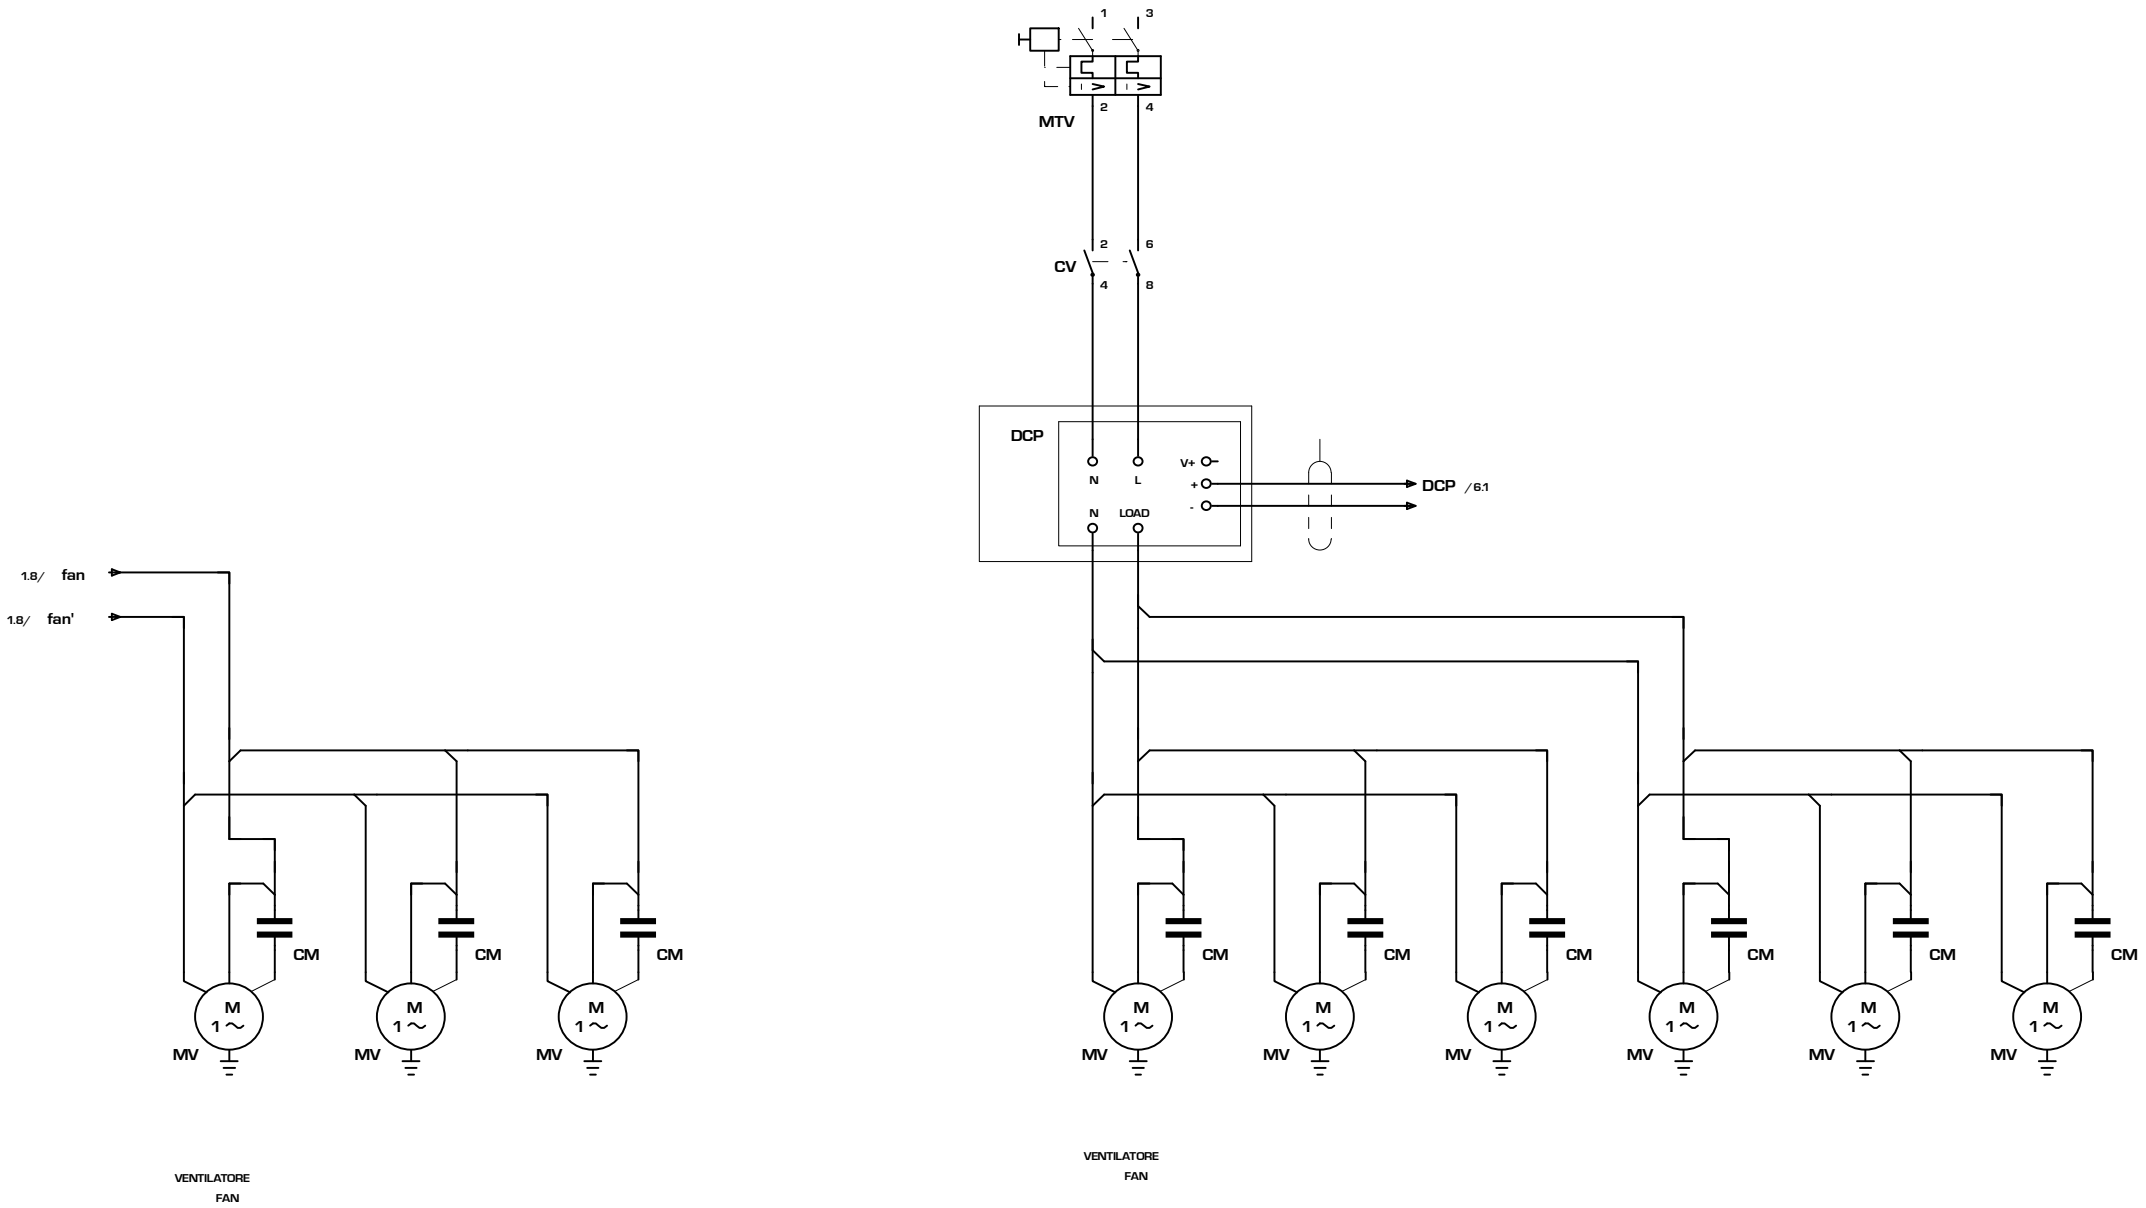 1 3
2 4
MTV
2 6
CV
4 8
DCP
V+
N L
+
DCP /6.1
-
N LOAD
1.8/ fan
1.8/ fan'
CM CM CM CM CM CM CM CM CM
M M M M M M M M M
1 1 1 1 1 1 1 1 1
MV MV MV MV MV MV MV MV MV
VENTILATORE
FAN
VENTILATORE
FAN